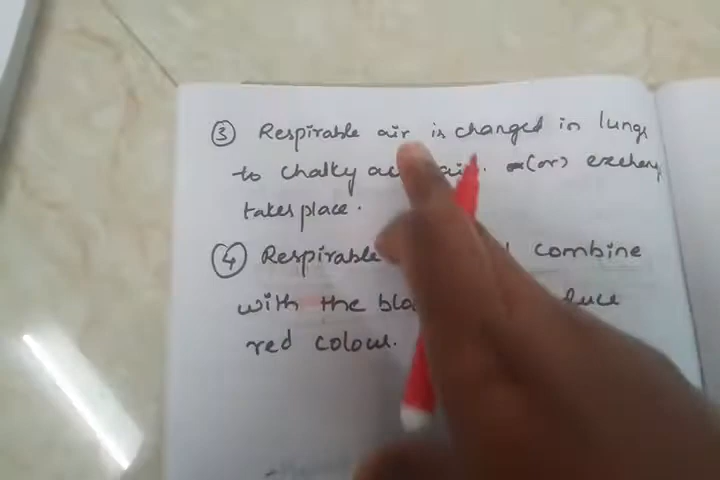 ③ Respirable air is changed in lungs
to chalky air. (or) exchang
takes place.
④ Respirable combine
with the
red colour.